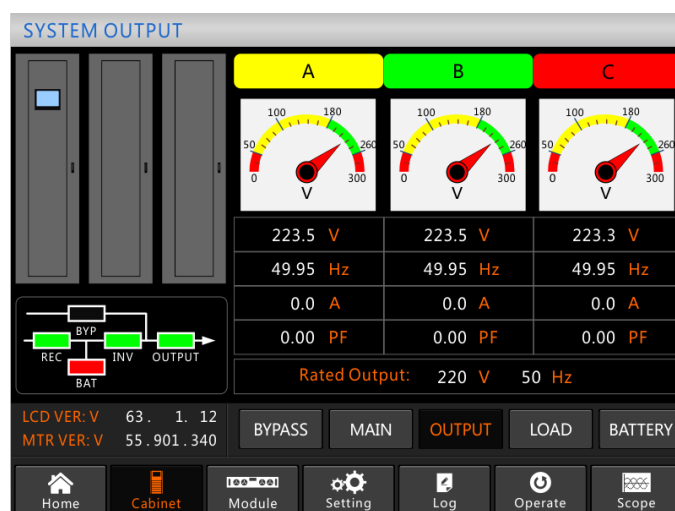 SYSTEM OUTPUT
A B C
50 100 180 260 0 300 V
50 100 180 260 0 300 V
50 100 180 260 0 300 V
223.5 V 223.5 V 223.3 V
49.95 Hz 49.95 Hz 49.95 Hz
0.0 A 0.0 A 0.0 A
0.00 PF 0.00 PF 0.00 PF
Rated Output: 220 V 50 Hz
BYP
REC INV OUTPUT
BAT
LCD VER: V 63. 1. 12
MTR VER: V 55.901.340
BYPASS MAIN OUTPUT LOAD BATTERY
Home Cabinet Module Setting Log Operate Scope